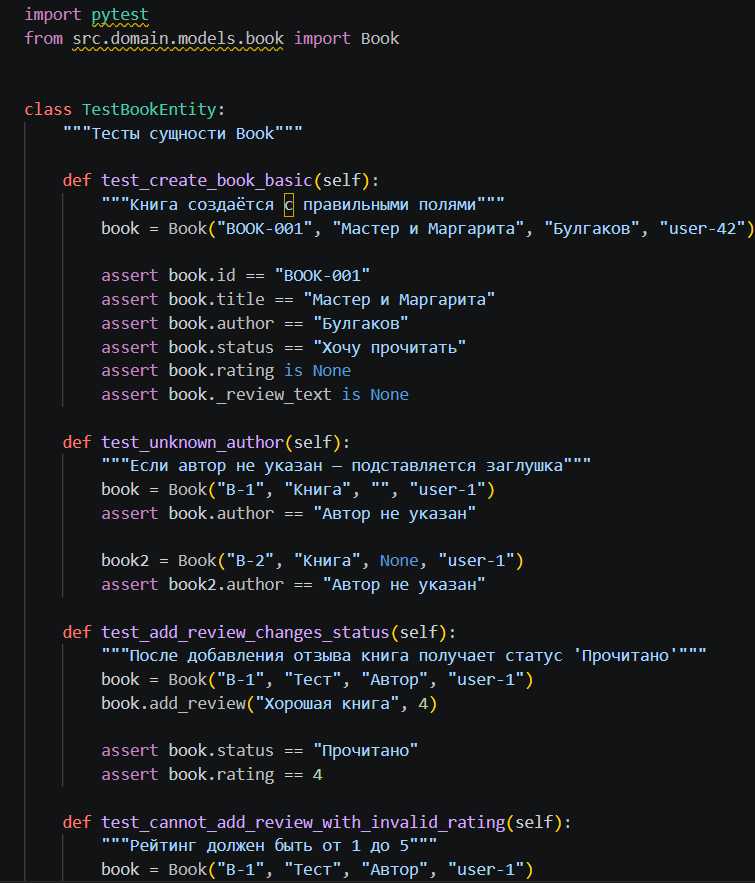 import pytest
from src.domain.models.book import Book
class TestBookEntity:
"""Тесты сущности Book"""
def test_create_book_basic(self):
"""Книга создаётся с правильными полями"""
book = Book("BOOK-001", "Мастер и Маргарита", "Булгаков", "user-42")
assert book.id == "BOOK-001"
assert book.title == "Мастер и Маргарита"
assert book.author == "Булгаков"
assert book.status == "Хочу прочитать"
assert book.rating is None
assert book._review_text is None
def test_unknown_author(self):
"""Если автор не указан — подставляется заглушка"""
book = Book("B-1", "Книга", "", "user-1")
assert book.author == "Автор не указан"
book2 = Book("B-2", "Книга", None, "user-1")
assert book2.author == "Автор не указан"
def test_add_review_changes_status(self):
"""После добавления отзыва книга получает статус 'Прочитано'"""
book = Book("B-1", "Тест", "Автор", "user-1")
book.add_review("Хорошая книга", 4)
assert book.status == "Прочитано"
assert book.rating == 4
def test_cannot_add_review_with_invalid_rating(self):
"""Рейтинг должен быть от 1 до 5"""
book = Book("B-1", "Тест", "Автор", "user-1")